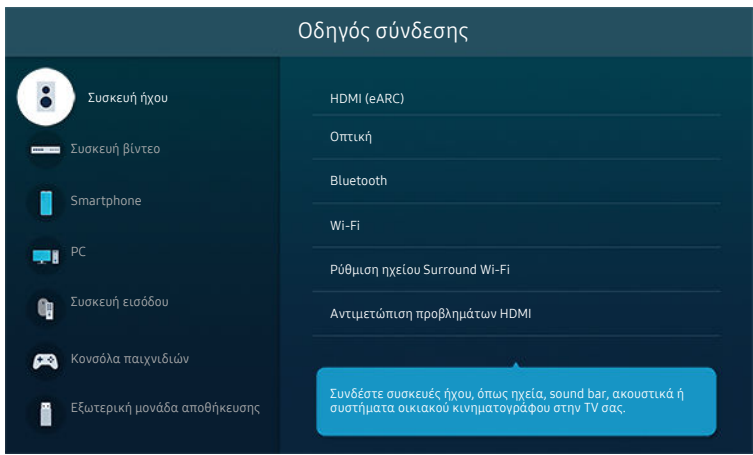 Οδηγός σύνδεσης
Συσκευή ήχου
Συσκευή βίντεο
Smartphone
PC
Συσκευή εισόδου
Κονσόλα παιχνιδιών
Εξωτερική μονάδα αποθήκευσης
HDMI (eARC)
Οπτική
Bluetooth
Wi-Fi
Ρύθμιση ηχείου Surround Wi-Fi
Αντιμετώπιση προβλημάτων HDMI
Συνδέστε συσκευές ήχου, όπως ηχεία, sound bar, ακουστικά ή
συστήματα οικιακού κινηματογράφου στην TV σας.